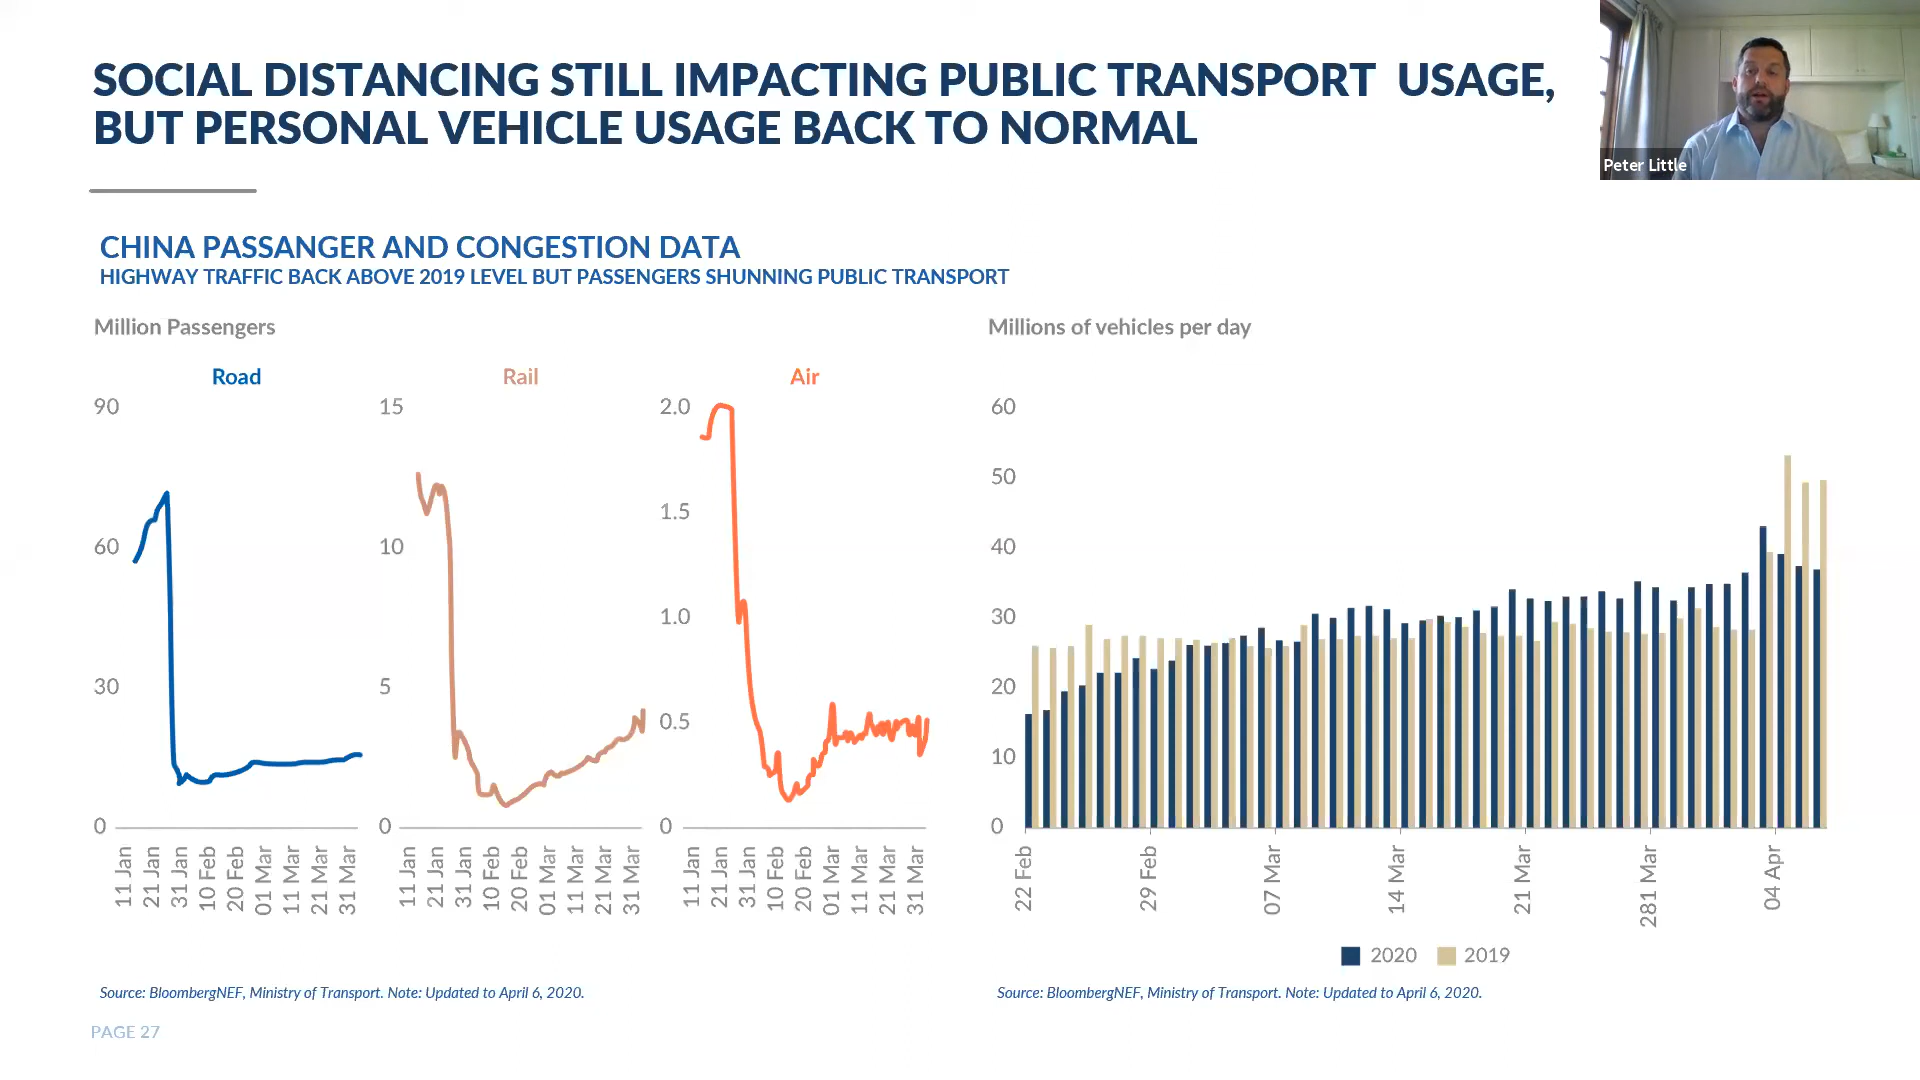 SOCIAL DISTANCING STILL IMPACTING PUBLIC TRANSPORT USAGE,
BUT PERSONAL VEHICLE USAGE BACK TO NORMAL
Peter Little
CHINA PASSANGER AND CONGESTION DATA
HIGHWAY TRAFFIC BACK ABOVE 2019 LEVEL BUT PASSENGERS SHUNNING PUBLIC TRANSPORT
Million Passengers
Road
90
60
30
0
11 Jan
21 Jan
31 Jan
10 Feb
20 Feb
01 Mar
11 Mar
21 Mar
31 Mar
Rail
15
10
5
0
11 Jan
21 Jan
31 Jan
10 Feb
20 Feb
01 Mar
11 Mar
21 Mar
31 Mar
Air
2.0
1.5
1.0
0.5
0
11 Jan
21 Jan
31 Jan
10 Feb
20 Feb
01 Mar
11 Mar
21 Mar
31 Mar
Source: BloombergNEF, Ministry of Transport. Note: Updated to April 6, 2020.
Millions of vehicles per day
60
50
40
30
20
10
0
22 Feb
29 Feb
07 Mar
14 Mar
21 Mar
281 Mar
04 Apr
2020
2019
Source: BloombergNEF, Ministry of Transport. Note: Updated to April 6, 2020.
PAGE 27